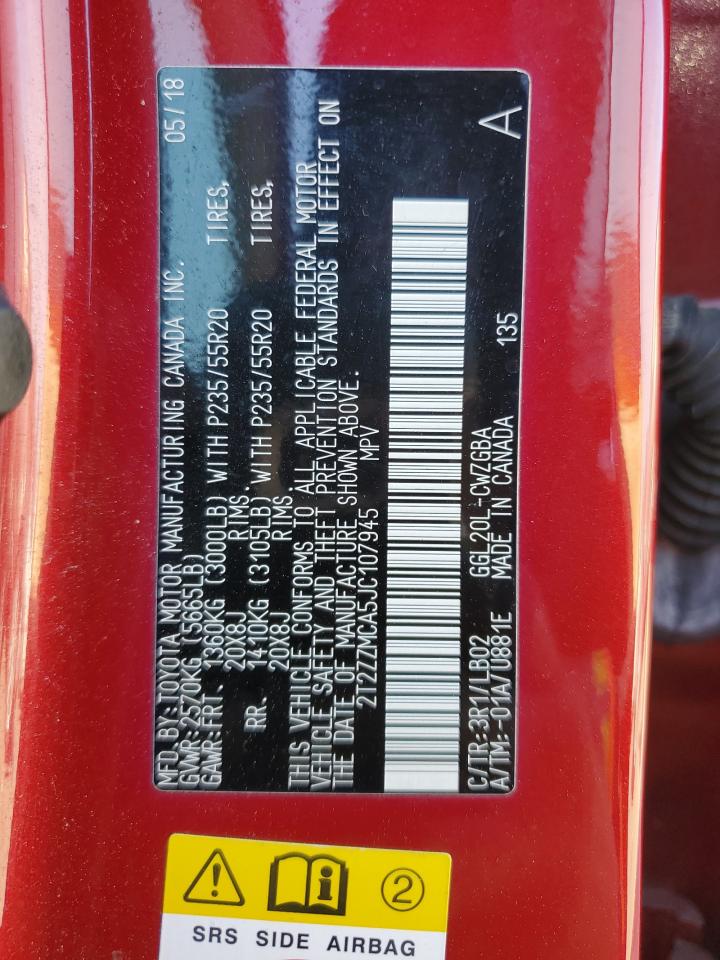 MFD. BY: TOYOTA MOTOR MANUFACTURING CANADA INC. 05/18
GVWR: 2570KG (5665LB)
GAWR: FRT. 1360KG (3000LB) WITH P235/55R20 TIRES,
20X8J RIMS.
RR. 1410KG (3105LB) WITH P235/55R20 TIRES,
20X8J RIMS
THIS VEHICLE CONFORMS TO ALL APPLICABLE FEDERAL MOTOR
VEHICLE SAFETY AND THEFT PREVENTION STANDARDS IN EFFECT ON
THE DATE OF MANUFACTURE SHOWN ABOVE.
2T2ZZMCA5JC107945 MPV
C/TR: 3R1/LB02 GGL20L-CWZGBA
A/TM: -01A/U881E MADE IN CANADA 135 A
2
SRS SIDE AIRBAG